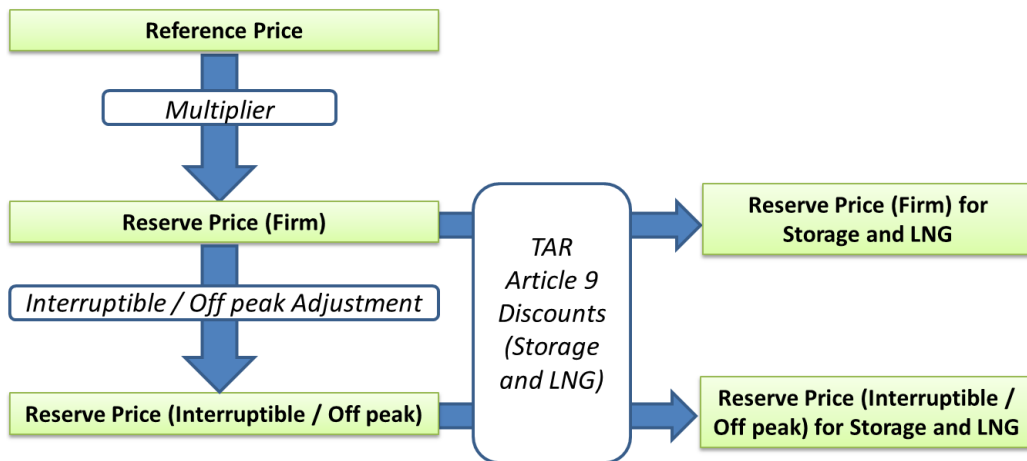 Reference Price
Multiplier
Reserve Price (Firm)
Interruptible / Off peak Adjustment
Reserve Price (Interruptible / Off peak)
TAR
Article 9
Discounts
(Storage
and LNG)
Reserve Price (Firm) for
Storage and LNG
Reserve Price (Interruptible /
Off peak) for Storage and LNG